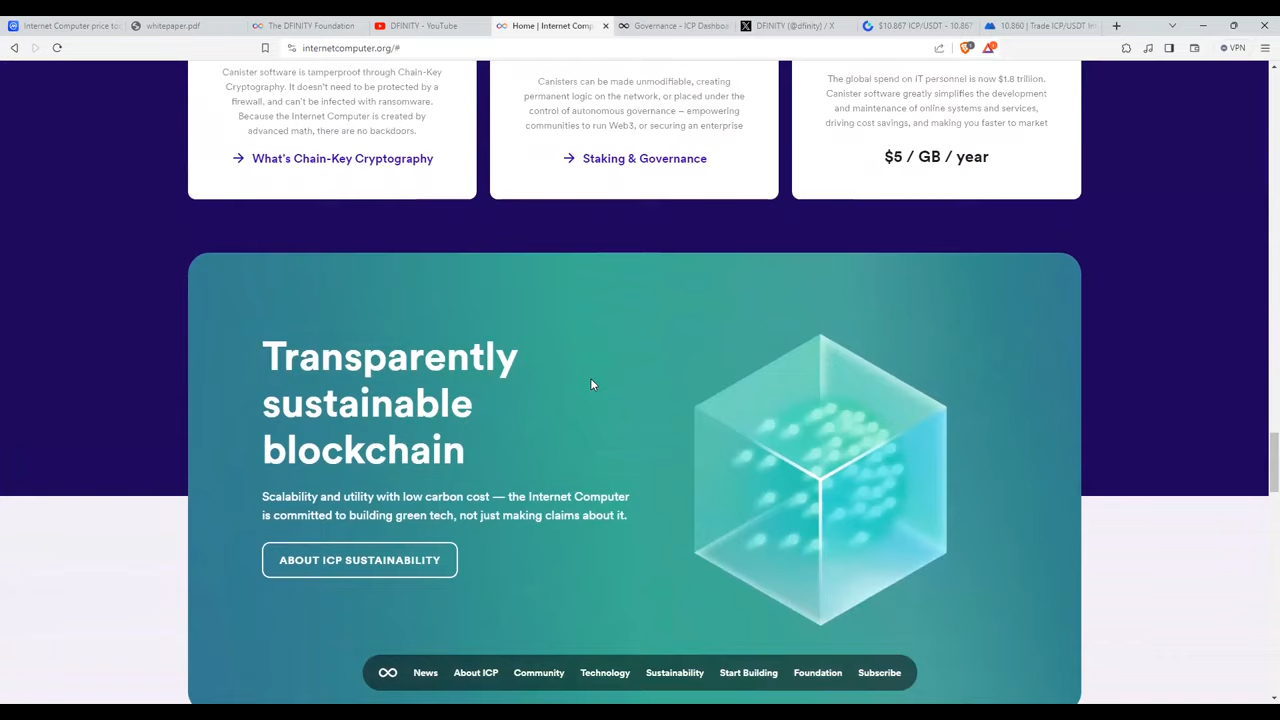 Internet Computer price to
whitepaper.pdf
The DFINITY Foundation
DFINITY - YouTube
Home | Internet Comp
Governance - ICP Dashboa
DFINITY (@dfinity) / X
$10.867 ICP/USDT - 10.867
10.860 | Trade ICP/USDT
internetcomputer.org/#
VPN
Canister software is tamperproof through Chain-Key
Cryptography. It doesn't need to be protected by a
firewall, and can't be infected with ransomware.
Because the Internet Computer is created by
advanced math, there are no backdoors.
What's Chain-Key Cryptography
Canisters can be made unmodifiable, creating
permanent logic on the network, or placed under the
control of autonomous governance – empowering
communities to run Web3, or securing an enterprise
Staking & Governance
The global spend on IT personnel is now $1.8 trillion.
Canister software greatly simplifies the development
and maintenance of online systems and services,
driving cost savings, and making you faster to market
$5 / GB / year
Transparently
sustainable
blockchain
Scalability and utility with low carbon cost — the Internet Computer
is committed to building green tech, not just making claims about it.
ABOUT ICP SUSTAINABILITY
News About ICP Community Technology Sustainability Start Building Foundation Subscribe